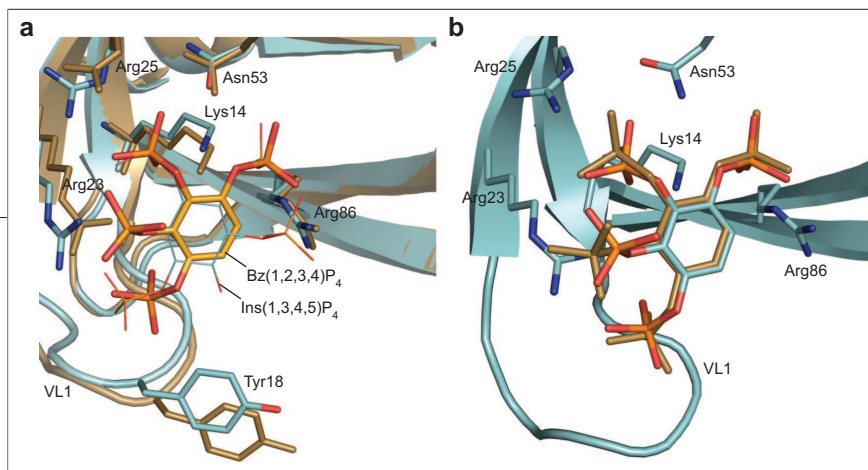 a
Arg25
Asn53
Lys14
Arg23
Arg86
Bz(1,2,3,4)P4
Ins(1,3,4,5)P4
VL1
Tyr18
b
Arg25
Asn53
Lys14
Arg23
Arg86
VL1